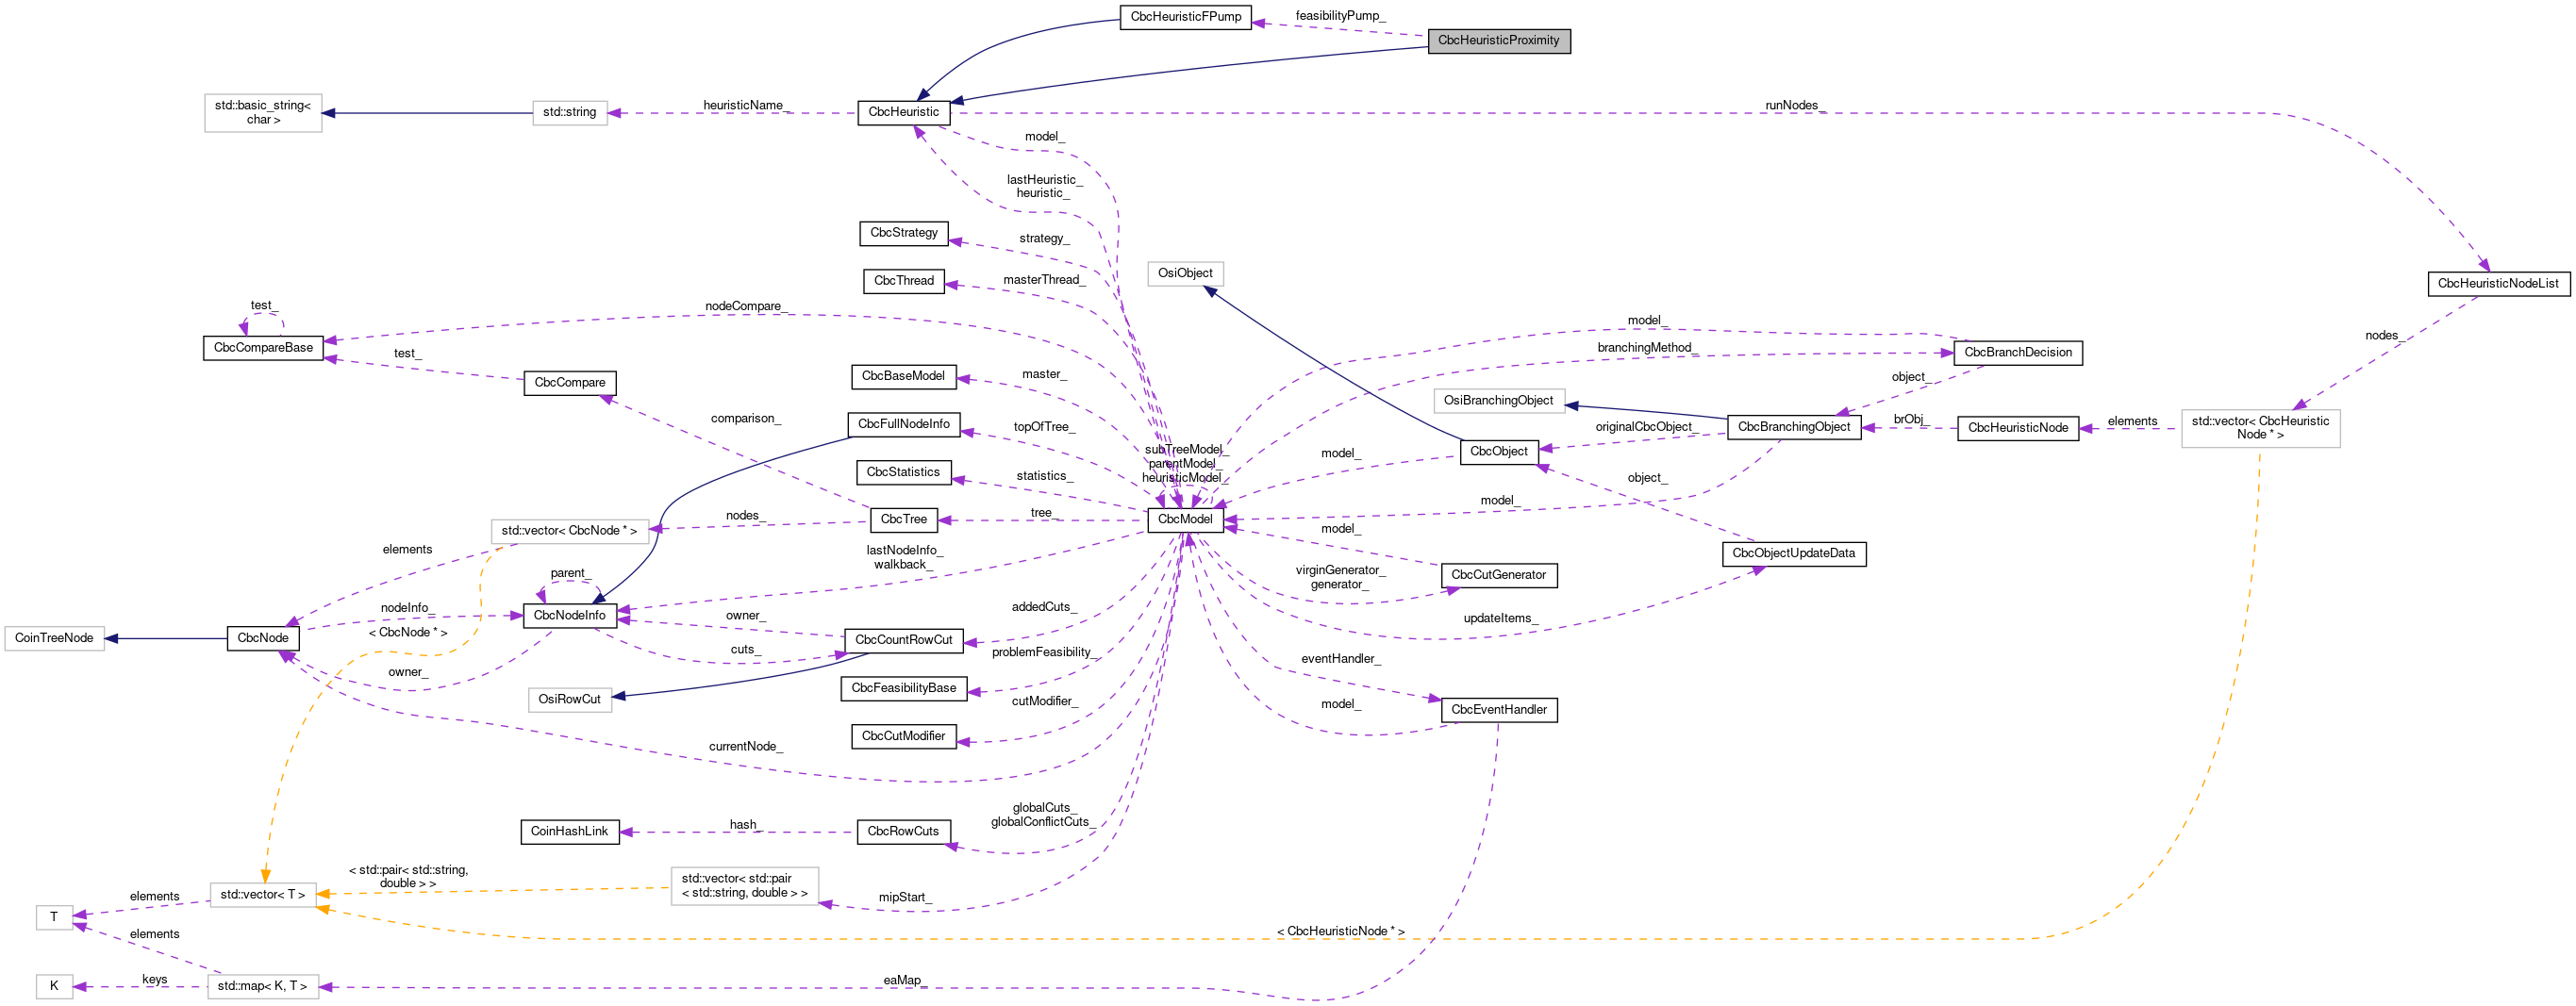 CbcHeuristicFPump
feasibilityPump_
CbcHeuristicProximity
std::basic_string<
char >
std::string
heuristicName_
CbcHeuristic
runNodes_
model_
lastHeuristic_
heuristic_
CbcStrategy
strategy_
CbcThread
masterThread_
OsiObject
CbcHeuristicNodeList
test_
nodeCompare_
CbcCompareBase
test_
CbcCompare
CbcBaseModel
master_
model_
branchingMethod_
CbcBranchDecision
nodes_
object_
OsiBranchingObject
comparison_
CbcFullNodeInfo
topOfTree_
originalCbcObject_
CbcBranchingObject
brObj_
CbcHeuristicNode
elements
std::vector< CbcHeuristic
Node * >
CbcObject
model_
subTreeModel_
parentModel_
heuristicModel_
CbcStatistics
statistics_
object_
model_
nodes_
CbcTree
tree_
CbcModel
std::vector< CbcNode * >
model_
elements
lastNodeInfo_
walkback_
CbcObjectUpdateData
parent_
virginGenerator_
generator_
CbcCutGenerator
nodeInfo_
CbcNodeInfo
owner_
addedCuts_
updateItems_
CoinTreeNode
CbcNode
< CbcNode * >
cuts_
CbcCountRowCut
owner_
problemFeasibility_
eventHandler_
CbcFeasibilityBase
OsiRowCut
cutModifier_
model_
CbcEventHandler
CbcCutModifier
currentNode_
globalCuts_
globalConflictCuts_
CoinHashLink
hash_
CbcRowCuts
< std::pair< std::string,
double > >
std::vector< std::pair
< std::string, double > >
mipStart_
elements
std::vector< T >
T
elements
< CbcHeuristicNode * >
K
keys
std::map< K, T >
eaMap_